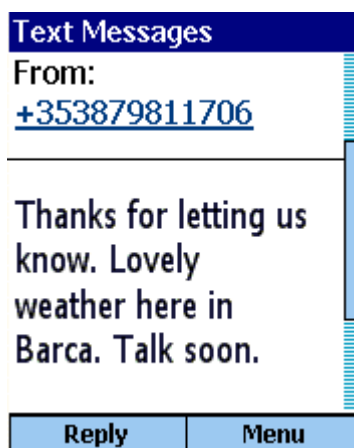 Text Messages
From:
+353879811706
Thanks for letting us
know. Lovely
weather here in
Barca. Talk soon.
Reply Menu